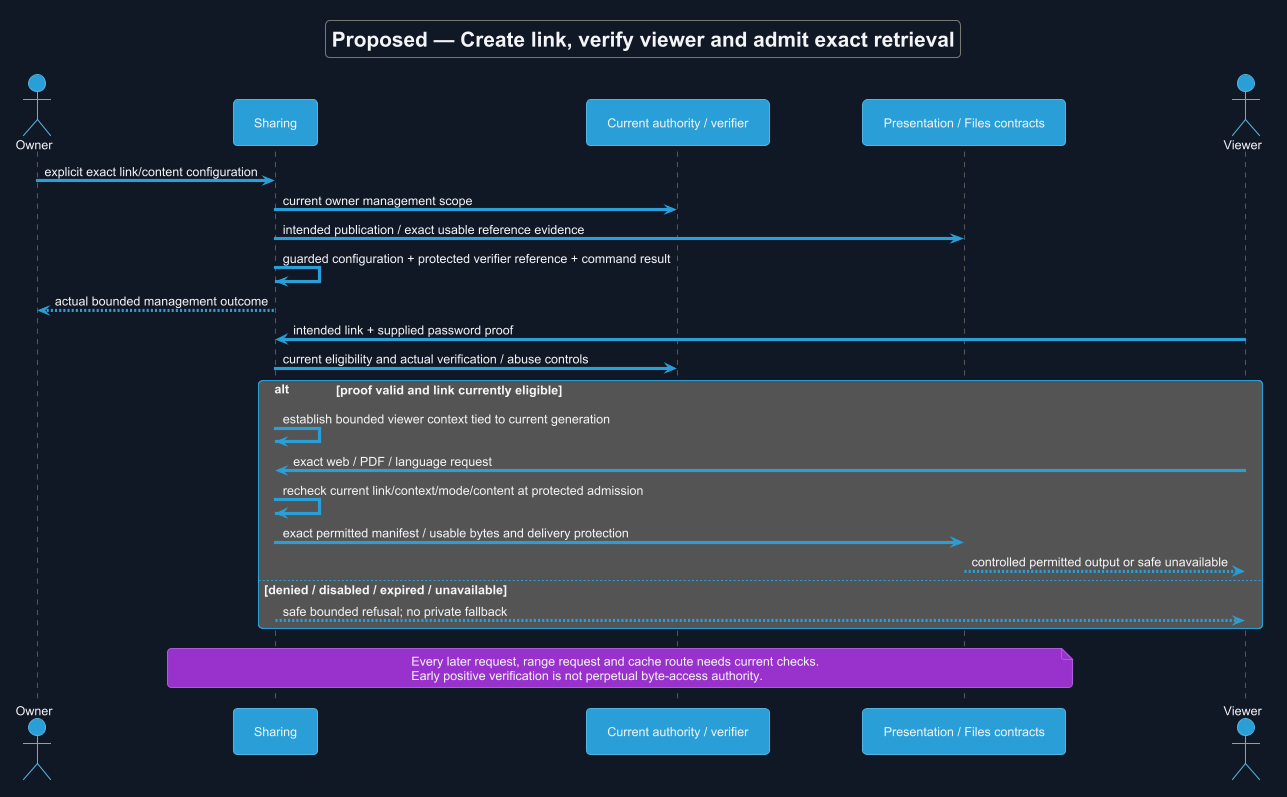 Proposed — Create link, verify viewer and admit exact retrieval
Owner
Sharing
Current authority / verifier
Presentation / Files contracts
Viewer
explicit exact link/content configuration
current owner management scope
intended publication / exact usable reference evidence
guarded configuration + protected verifier reference + command result
actual bounded management outcome
intended link + supplied password proof
current eligibility and actual verification / abuse controls
alt [proof valid and link currently eligible]
establish bounded viewer context tied to current generation
exact web / PDF / language request
recheck current link/context/mode/content at protected admission
exact permitted manifest / usable bytes and delivery protection
controlled permitted output or safe unavailable
[denied / disabled / expired / unavailable]
safe bounded refusal; no private fallback
Every later request, range request and cache route needs current checks.
Early positive verification is not perpetual byte-access authority.
Owner
Sharing
Current authority / verifier
Presentation / Files contracts
Viewer